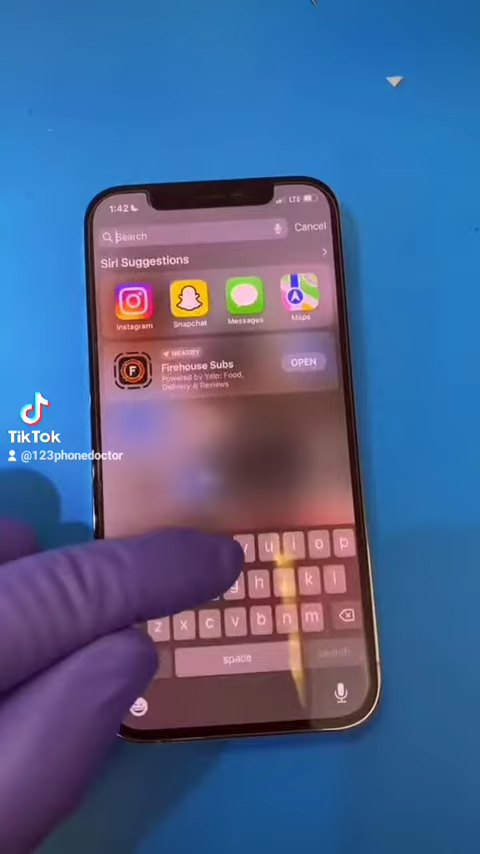 1:42
LTE
Search
Cancel
Siri Suggestions
Instagram
Snapchat
Messages
Maps
NEARBY
F
Firehouse Subs
Powered by Yelp: Food,
Delivery & Reviews
OPEN
TikTok
@123phonedoctor
y u i o p
g h j k l
z x c v b n m
space
search